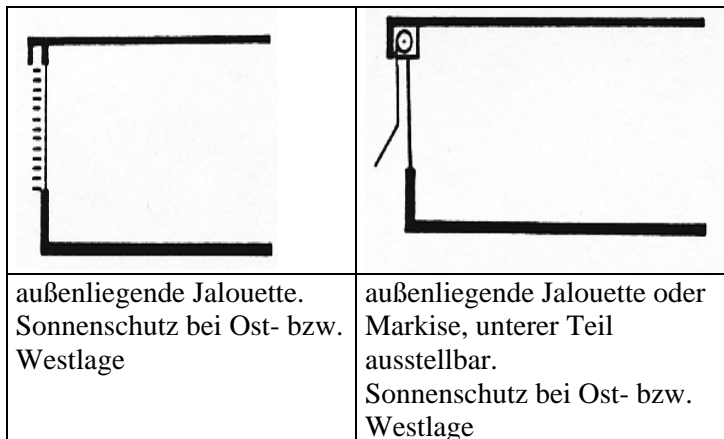 außenliegende Jalouette.
Sonnenschutz bei Ost- bzw.
Westlage
außenliegende Jalouette oder
Markise, unterer Teil
ausstellbar.
Sonnenschutz bei Ost- bzw.
Westlage